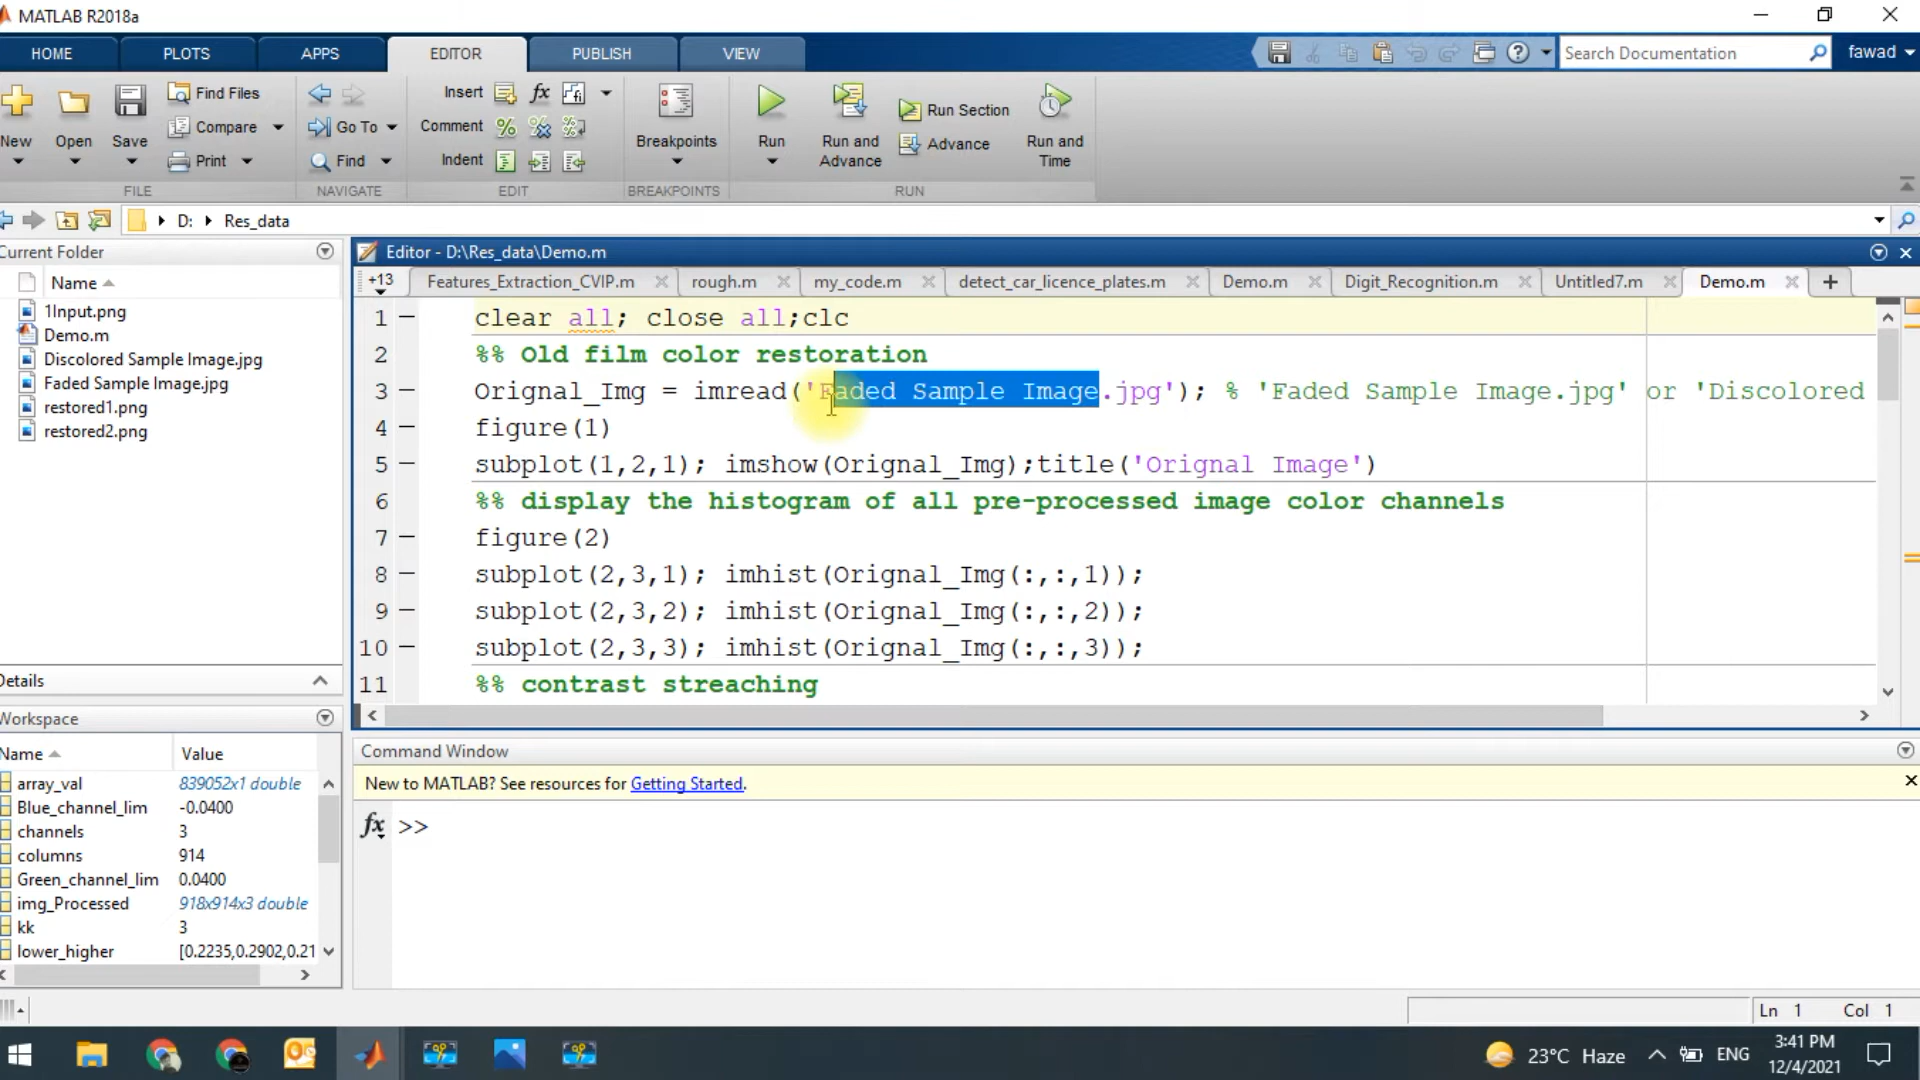 MATLAB R2018a
HOME PLOTS APPS EDITOR PUBLISH VIEW
Search Documentation
fawad
New
Open
Save
Find Files
Compare
Print
FILE
Go To
Find
NAVIGATE
Insert fx
Comment
Indent
EDIT
Breakpoints
BREAKPOINTS
Run
Run and Advance
Run Section
Advance
Run and Time
RUN
D: Res_data
Current Folder
Name
1Input.png
Demo.m
Discolored Sample Image.jpg
Faded Sample Image.jpg
restored1.png
restored2.png
Details
Workspace
Name Value
array_val 839052x1 double
Blue_channel_lim -0.0400
channels 3
columns 914
Green_channel_lim 0.0400
img_Processed 918x914x3 double
kk 3
lower_higher [0.2235,0.2902,0.21
Editor - D:\Res_data\Demo.m
+13 Features_Extraction_CVIP.m rough.m my_code.m detect_car_licence_plates.m Demo.m Digit_Recognition.m Untitled7.m Demo.m
1 clear all; close all;clc
2 %% Old film color restoration
3 Orignal_Img = imread('Faded Sample Image.jpg'); % 'Faded Sample Image.jpg' or 'Discolored
4 figure(1)
5 subplot(1,2,1); imshow(Orignal_Img);title('Orignal Image')
6 %% display the histogram of all pre-processed image color channels
7 figure(2)
8 subplot(2,3,1); imhist(Orignal_Img(:,:,1));
9 subplot(2,3,2); imhist(Orignal_Img(:,:,2));
10 subplot(2,3,3); imhist(Orignal_Img(:,:,3));
11 %% contrast streaching
Command Window
New to MATLAB? See resources for Getting Started.
fx >>
Ln 1 Col 1
23°C Haze ENG
3:41 PM
12/4/2021